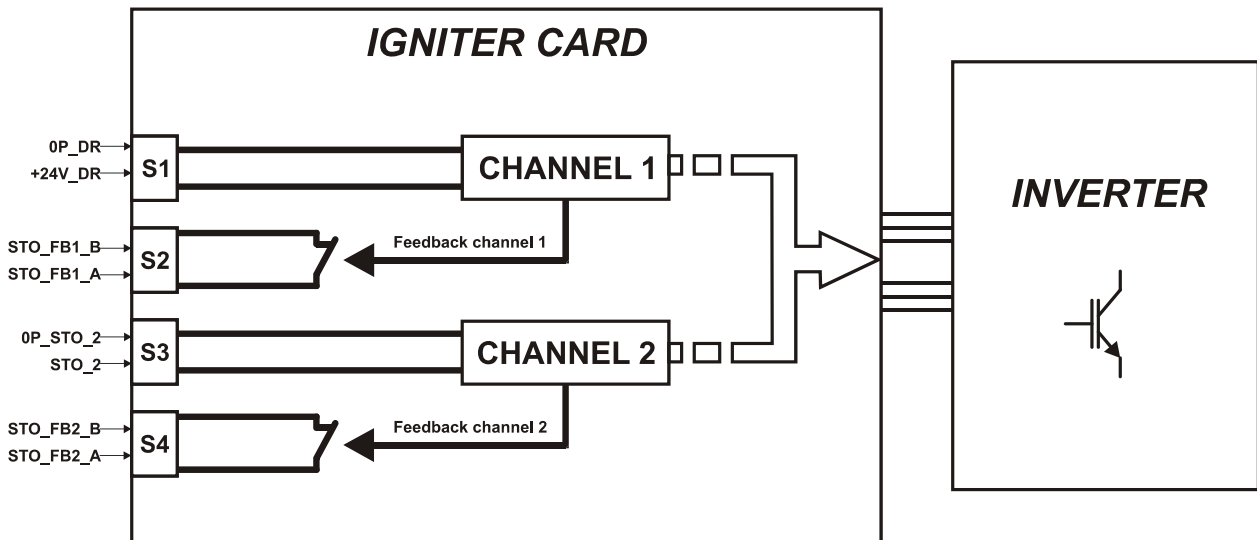 IGNITER CARD
0P_DR
+24V_DR
S1
CHANNEL 1
INVERTER
STO_FB1_B
STO_FB1_A
S2
Feedback channel 1
0P_STO_2
STO_2
S3
CHANNEL 2
STO_FB2_B
STO_FB2_A
S4
Feedback channel 2